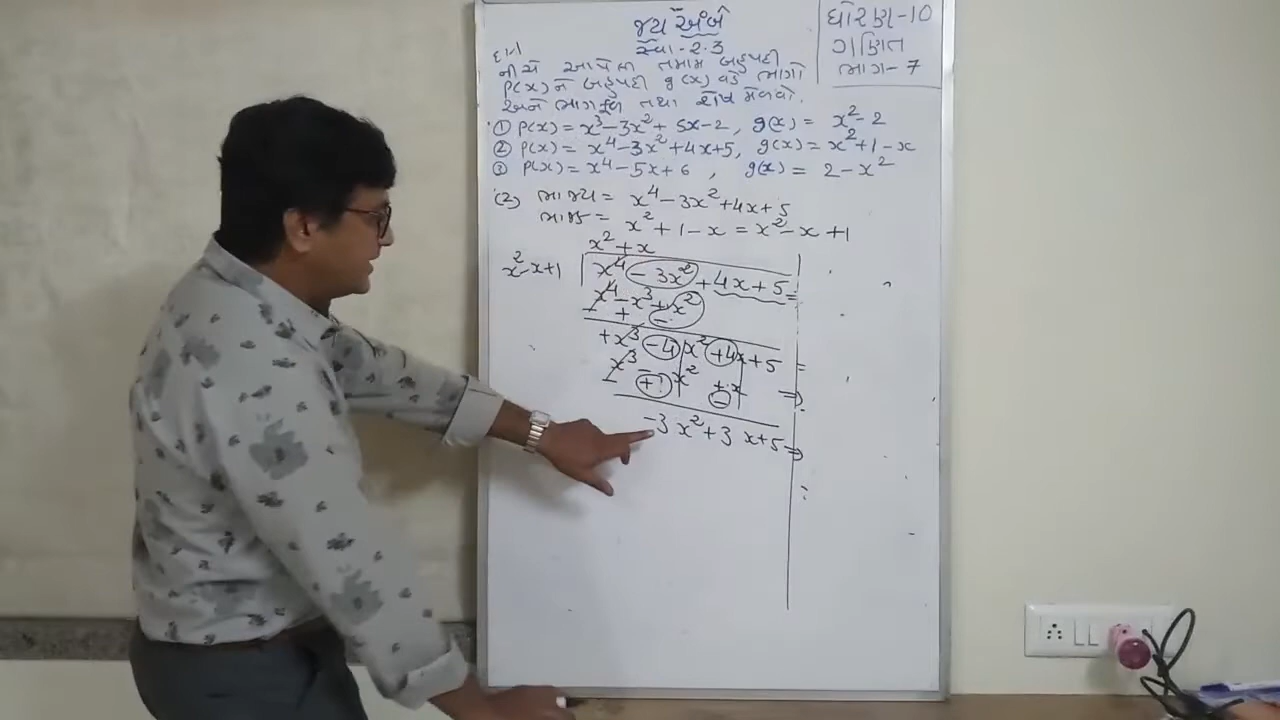 જય અંબે
સ્વા-2.3
ધોરણ-10
ગણિત
ભાગ-7
નીચે આપેલ તમામ બહુપદી
P(x) ને બહુપદી g(x) વડે ભાગો
અને ભાગફળ તથા શેષ મેળવો.
① P(x) = x³-3x²+5x-2, g(x) = x²-2
② P(x) = x⁴-3x²+4x+5, g(x) = x²+1-x
③ P(x) = x⁴-5x+6, g(x) = 2-x²
(2) ભાજ્ય = x⁴-3x²+4x+5
ભાજક = x²+1-x = x²-x+1
x²+x
x²-x+1 x⁴-3x²+4x+5
x⁴-x³+x²
- + -
+x³-4x²+4x+5
x³-x²+x
- + -
-3x²+3x+5